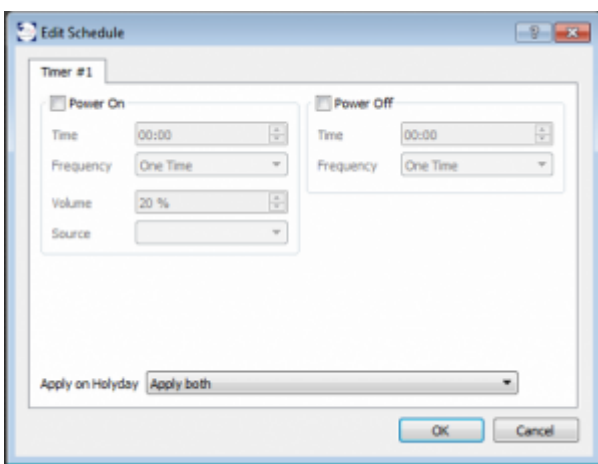 Edit Schedule
Timer #1
Power On
Time 00:00
Frequency One Time
Volume 20 %
Source
Power Off
Time 00:00
Frequency One Time
Apply on Holyday Apply both
OK Cancel